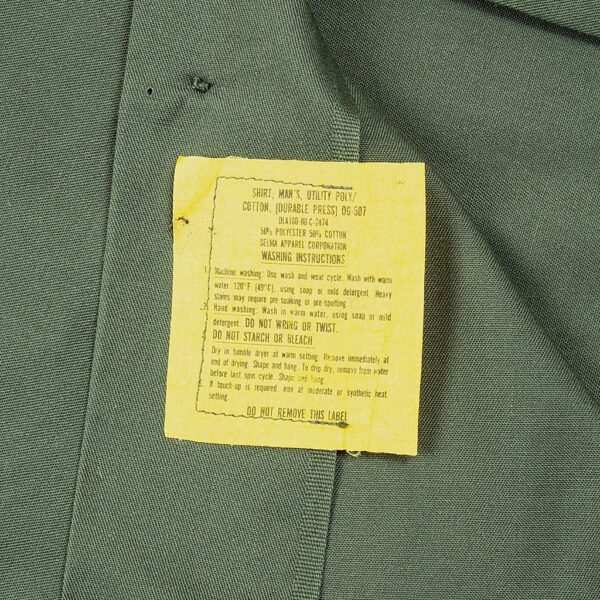 SHIRT, MAN'S, UTILITY POLY/
COTTON, (DURABLE PRESS) OG-507
DLA100-80-C-2474
50% POLYESTER 50% COTTON
SELMA APPAREL CORPORATION
WASHING INSTRUCTIONS
Machine washing: Use wash and wear cycle. Wash with warm
water 120°F (49°C), using soap or mild detergent. Heavy
stains may require pre soaking or pre-spotting.
Hand washing: Wash in warm water, using soap or mild
detergent. DO NOT WRING OR TWIST.
DO NOT STARCH OR BLEACH
Dry in tumble dryer at warm setting. Remove immediately at
end of drying. Shape and hang. To drip dry, remove from water
before last spin cycle. Shape and hang.
If touch-up is required, iron at moderate or synthetic heat
setting.
DO NOT REMOVE THIS LABEL